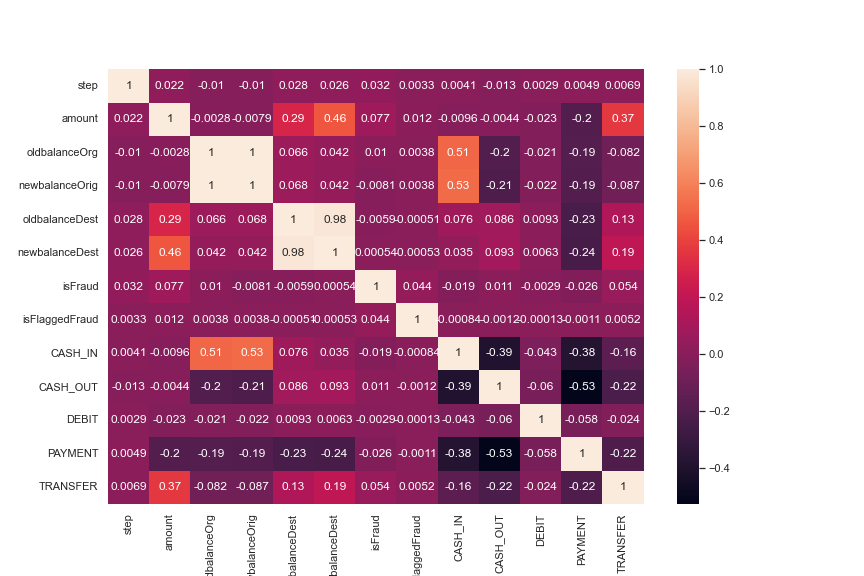 step 1 0.022 -0.01 -0.01 0.028 0.026 0.032 0.0033 0.0041 -0.013 0.0029 0.0049 0.0069
amount 0.022 1 -0.0028 -0.0079 0.29 0.46 0.077 0.012 -0.0096 -0.0044 -0.023 -0.2 0.37
oldbalanceOrg -0.01 -0.0028 1 1 0.066 0.042 0.01 0.0038 0.51 -0.2 -0.021 -0.19 -0.082
newbalanceOrig -0.01 -0.0079 1 1 0.068 0.042 -0.0081 0.0038 0.53 -0.21 -0.022 -0.19 -0.087
oldbalanceDest 0.028 0.29 0.066 0.068 1 0.98 -0.0059 -0.00051 0.076 0.086 0.0093 -0.23 0.13
newbalanceDest 0.026 0.46 0.042 0.042 0.98 1 0.00054 -0.00053 0.035 0.093 0.0063 -0.24 0.19
isFraud 0.032 0.077 0.01 -0.0081 -0.0059 0.00054 1 0.044 -0.019 0.011 -0.0029 -0.026 0.054
isFlaggedFraud 0.0033 0.012 0.0038 0.0038 -0.00051 -0.00053 0.044 1 -0.00084 -0.0012 -0.00013 -0.0011 0.0052
CASH_IN 0.0041 -0.0096 0.51 0.53 0.076 0.035 -0.019 -0.00084 1 -0.39 -0.043 -0.38 -0.16
CASH_OUT -0.013 -0.0044 -0.2 -0.21 0.086 0.093 0.011 -0.0012 -0.39 1 -0.06 -0.53 -0.22
DEBIT 0.0029 -0.023 -0.021 -0.022 0.0093 0.0063 -0.0029 -0.00013 -0.043 -0.06 1 -0.058 -0.024
PAYMENT 0.0049 -0.2 -0.19 -0.19 -0.23 -0.24 -0.026 -0.0011 -0.38 -0.53 -0.058 1 -0.22
TRANSFER 0.0069 0.37 -0.082 -0.087 0.13 0.19 0.054 0.0052 -0.16 -0.22 -0.024 -0.22 1
step amount dbalanceOrg wbalanceOrig balanceDest balanceDest isFraud laggedFraud CASH_IN CASH_OUT DEBIT PAYMENT TRANSFER
1.0
0.8
0.6
0.4
0.2
0.0
−0.2
−0.4